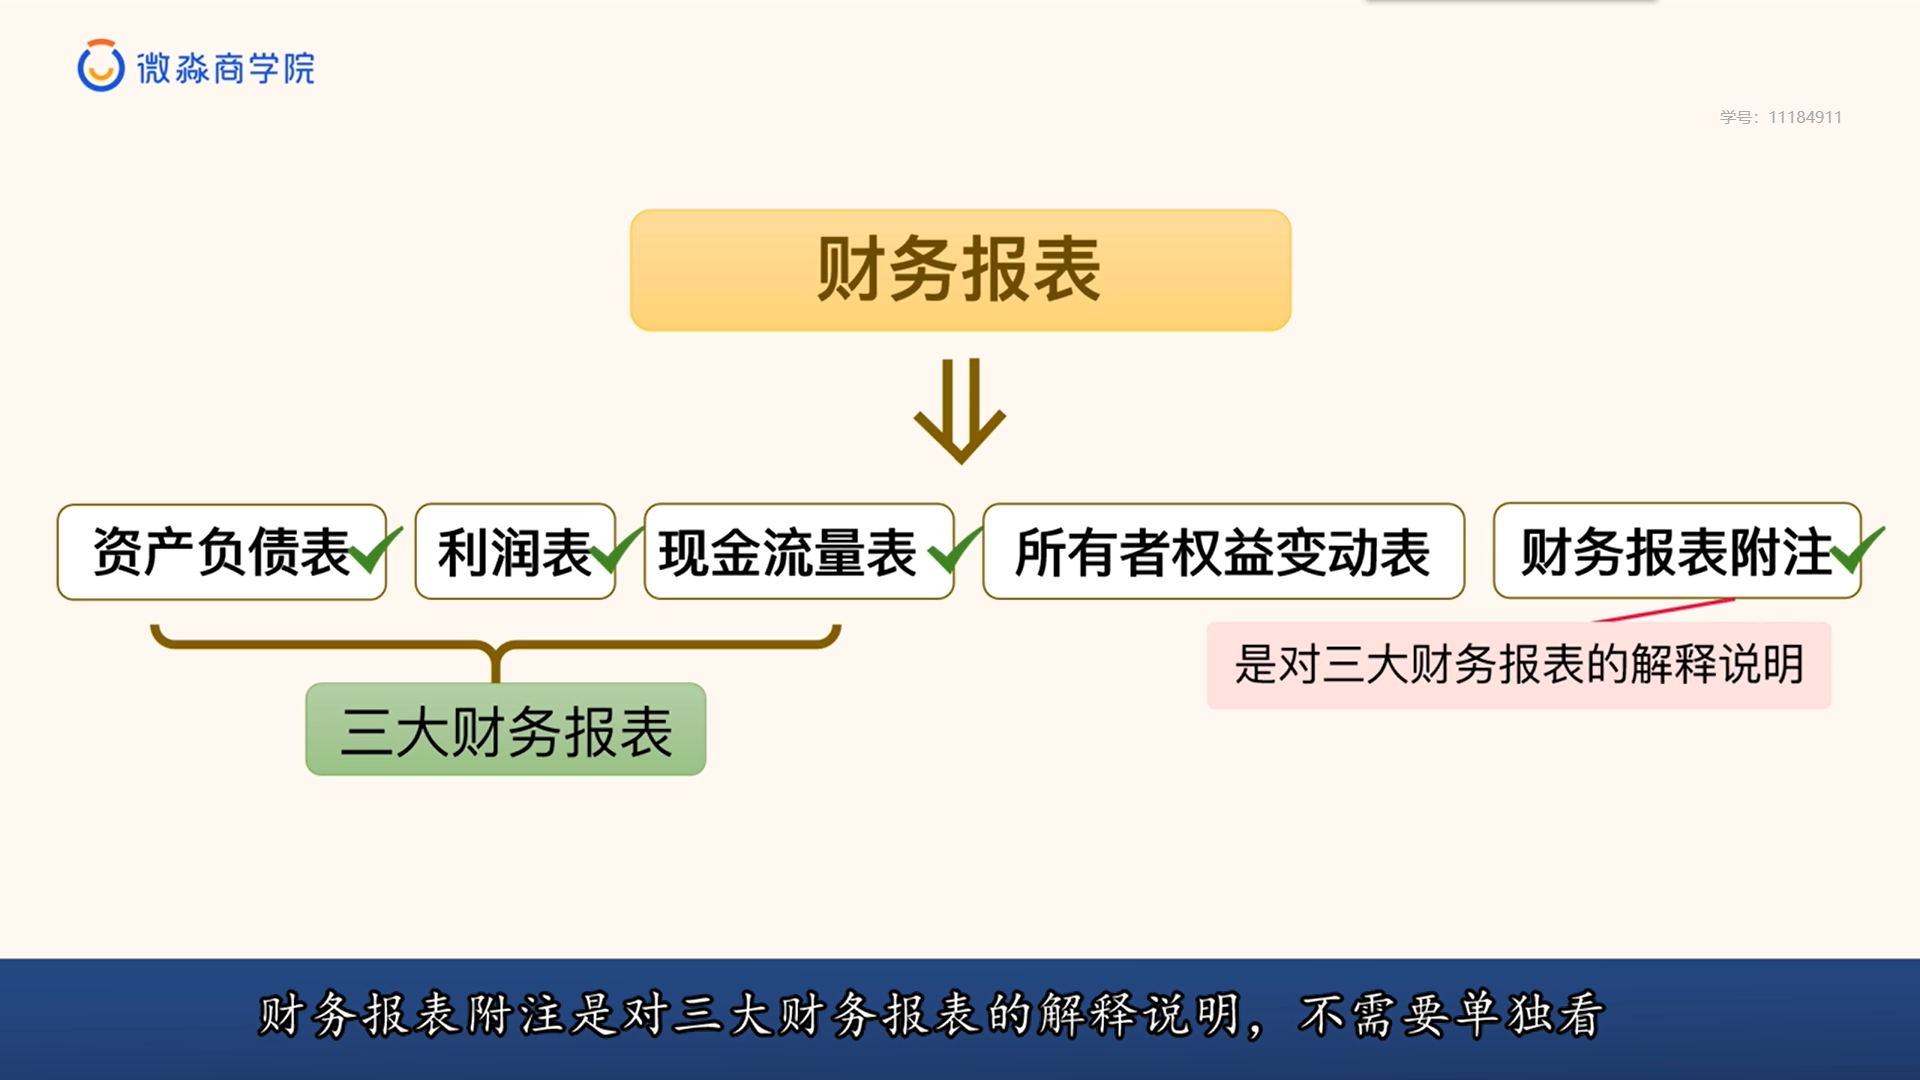 微淼商学院
学号：11184911
财务报表
资产负债表
利润表
现金流量表
所有者权益变动表
财务报表附注
是对三大财务报表的解释说明
三大财务报表
财务报表附注是对三大财务报表的解释说明，不需要单独看